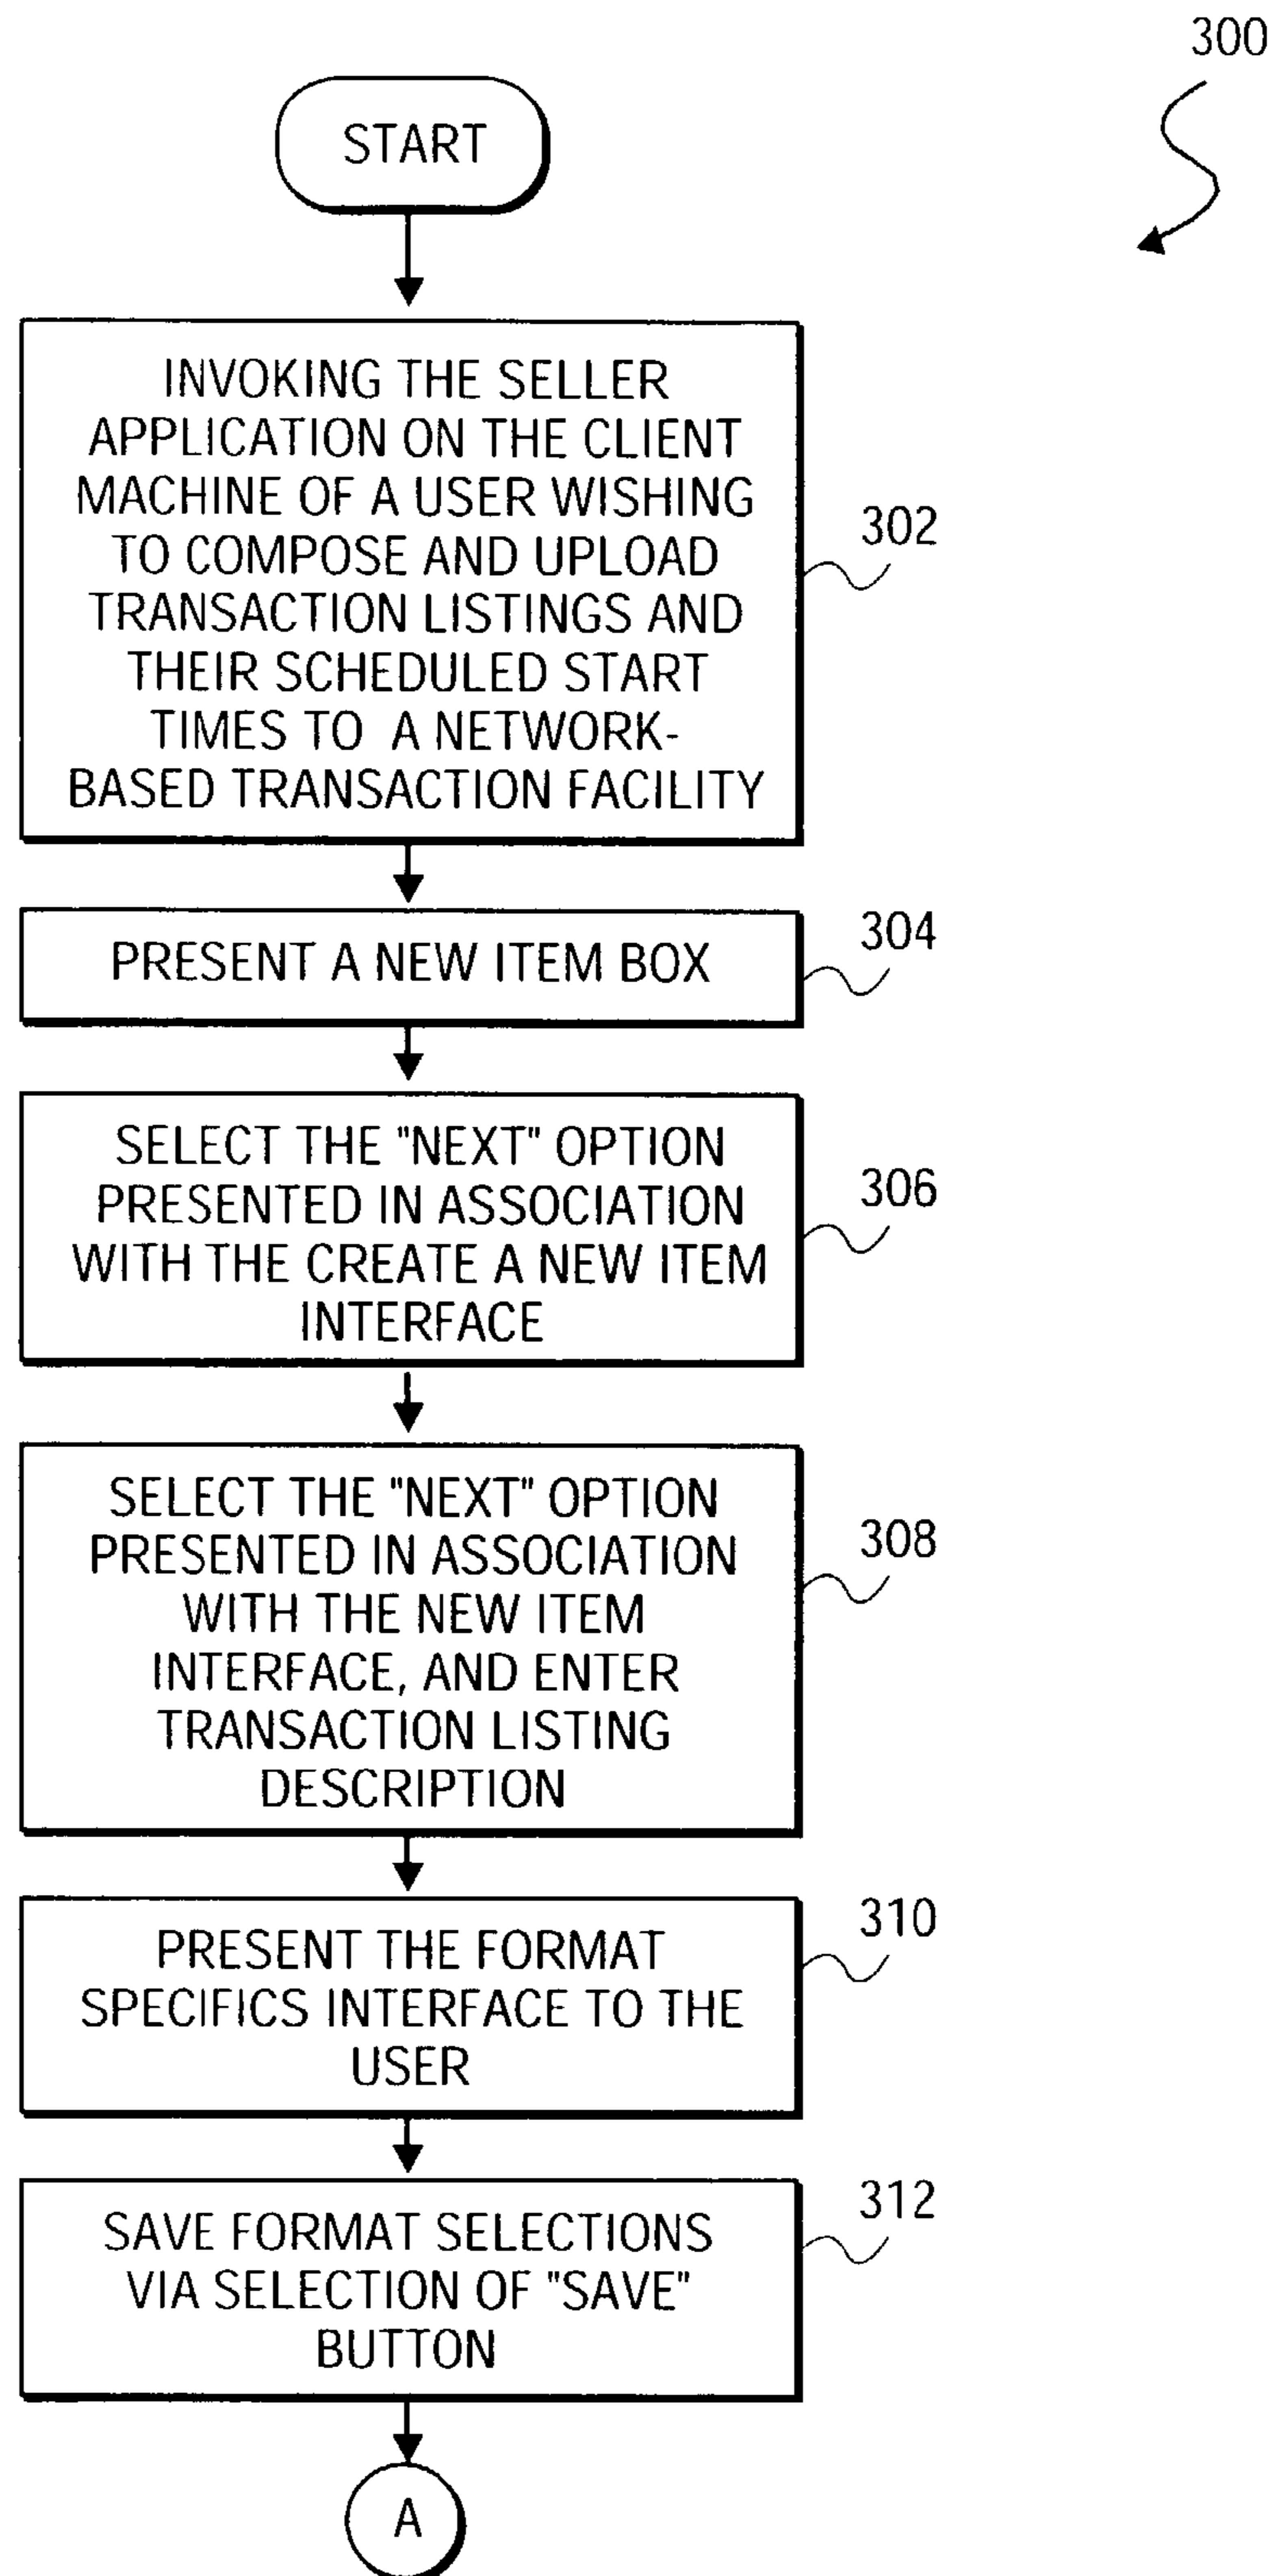 300
START
INVOKING THE SELLER
APPLICATION ON THE CLIENT
MACHINE OF A USER WISHING
TO COMPOSE AND UPLOAD
TRANSACTION LISTINGS AND
THEIR SCHEDULED START
TIMES TO A NETWORK-
BASED TRANSACTION FACILITY
302
PRESENT A NEW ITEM BOX
304
SELECT THE "NEXT" OPTION
PRESENTED IN ASSOCIATION
WITH THE CREATE A NEW ITEM
INTERFACE
306
SELECT THE "NEXT" OPTION
PRESENTED IN ASSOCIATION
WITH THE NEW ITEM
INTERFACE, AND ENTER
TRANSACTION LISTING
DESCRIPTION
308
PRESENT THE FORMAT
SPECIFICS INTERFACE TO THE
USER
310
SAVE FORMAT SELECTIONS
VIA SELECTION OF "SAVE"
BUTTON
312
A